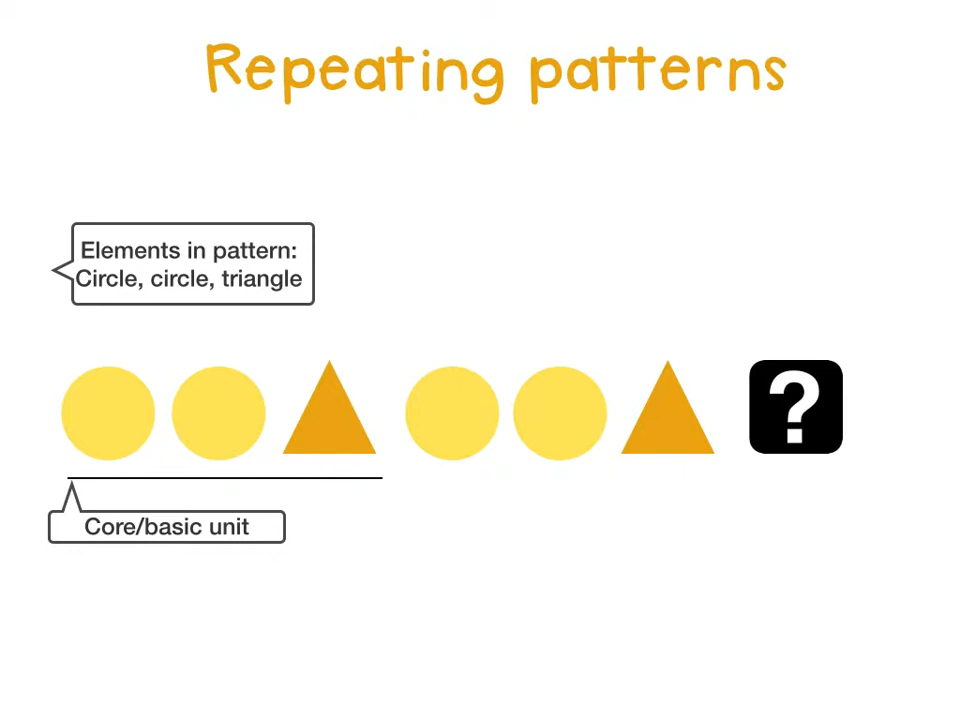 Repeating patterns
Elements in pattern:
Circle, circle, triangle
?
Core/basic unit